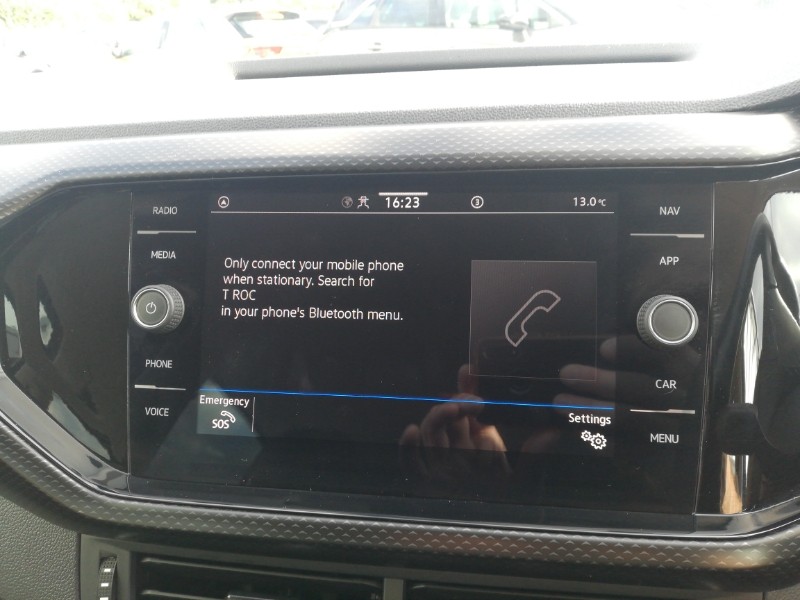 RADIO
MEDIA
PHONE
VOICE
16:23
3
13.0°C
Only connect your mobile phone
when stationary. Search for
T ROC
in your phone's Bluetooth menu.
Emergency
SOS
Settings
NAV
APP
CAR
MENU